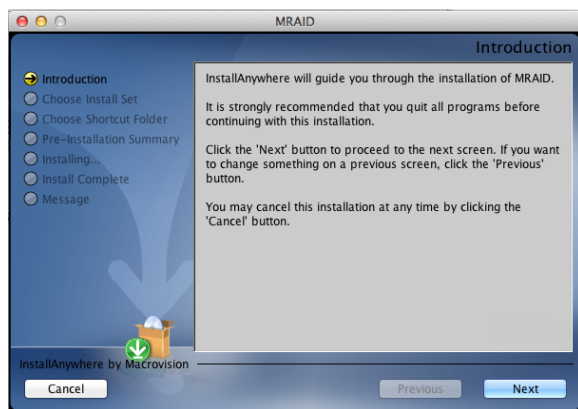 MRAID
Introduction
Introduction
Choose Install Set
Choose Shortcut Folder
Pre-Installation Summary
Installing...
Install Complete
Message
InstallAnywhere will guide you through the installation of MRAID.
It is strongly recommended that you quit all programs before
continuing with this installation.
Click the 'Next' button to proceed to the next screen. If you want
to change something on a previous screen, click the 'Previous'
button.
You may cancel this installation at any time by clicking the
'Cancel' button.
InstallAnywhere by Macrovision
Cancel
Previous
Next